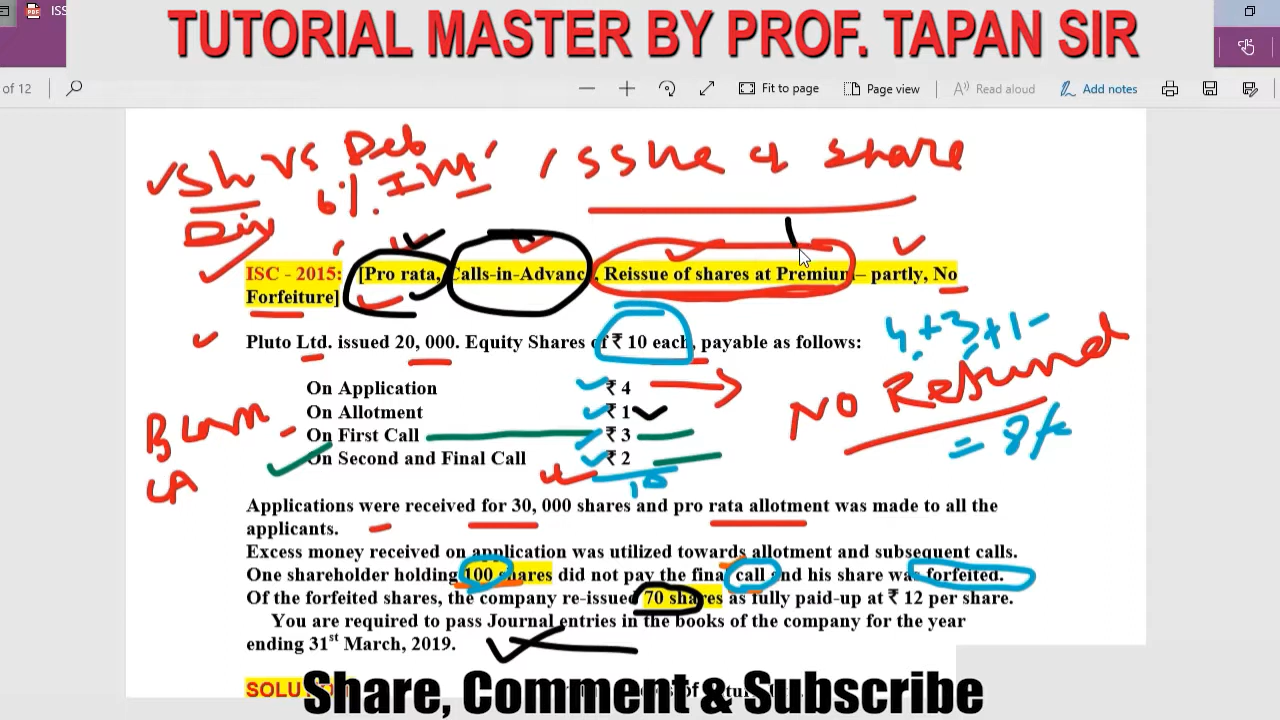 ISS
TUTORIAL MASTER BY PROF. TAPAN SIR
of 12
Fit to page
Page view
Read aloud
Add notes
Sh VS Deb
Div 6%. Int
issue of share
ISC - 2015: [Pro rata, Calls-in-Advance, Reissue of shares at Premium– partly, No
Forfeiture]
Pluto Ltd. issued 20, 000. Equity Shares of ₹ 10 each, payable as follows:
4+3+1-
On Application ₹ 4
On Allotment ₹ 1
On First Call ₹ 3
On Second and Final Call ₹ 2
10
NO Refund
= 8/-
B com
CA
Applications were received for 30, 000 shares and pro rata allotment was made to all the
applicants.
Excess money received on application was utilized towards allotment and subsequent calls.
One shareholder holding 100 shares did not pay the final call and his share was forfeited.
Of the forfeited shares, the company re-issued 70 shares as fully paid-up at ₹ 12 per share.
You are required to pass Journal entries in the books of the company for the year
ending 31st March, 2019.
Share, Comment & Subscribe